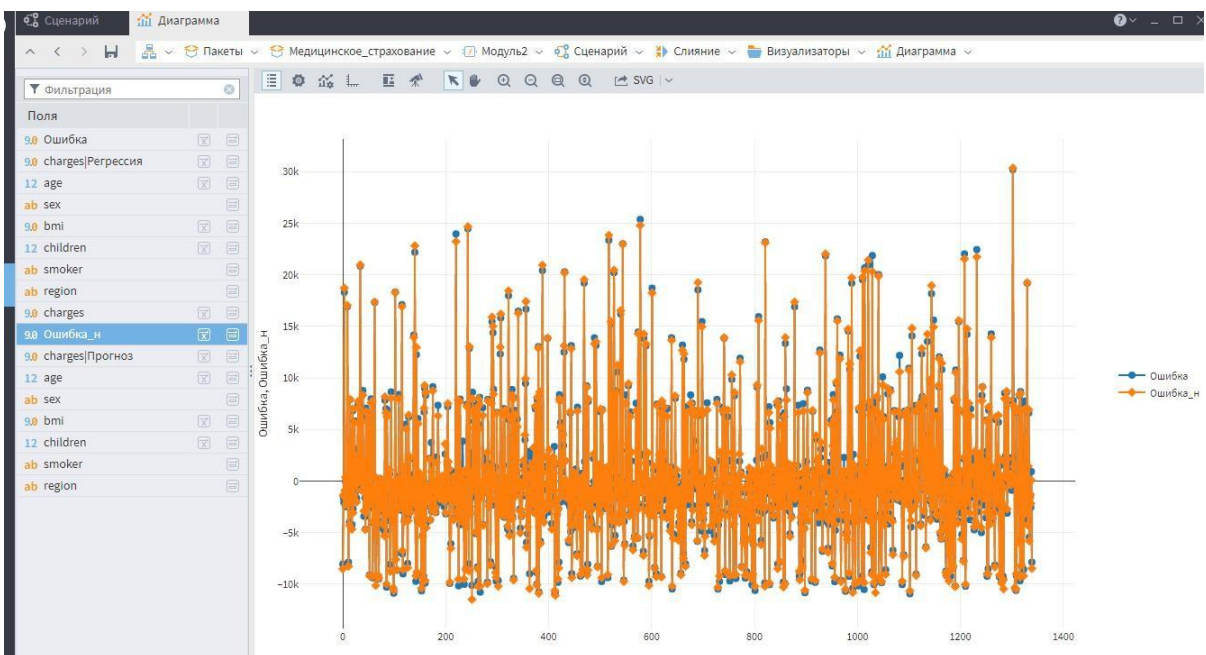 Сценарий Диаграмма
Пакеты Медицинское_страхование Модуль2 Сценарий Слияние Визуализаторы Диаграмма
Фильтрация SVG
Поля
9.0 Ошибка
9.0 charges|Регрессия
12 age
ab sex
9.0 bmi
12 children
ab smoker
ab region
9.0 charges
9.0 Ошибка_н
9.0 charges|Прогноз
12 age
ab sex
9.0 bmi
12 children
ab smoker
ab region
Ошибка, Ошибка_н
30k
25k
20k
15k
10k
5k
0
−5k
−10k
0 200 400 600 800 1000 1200 1400
Ошибка
Ошибка_н